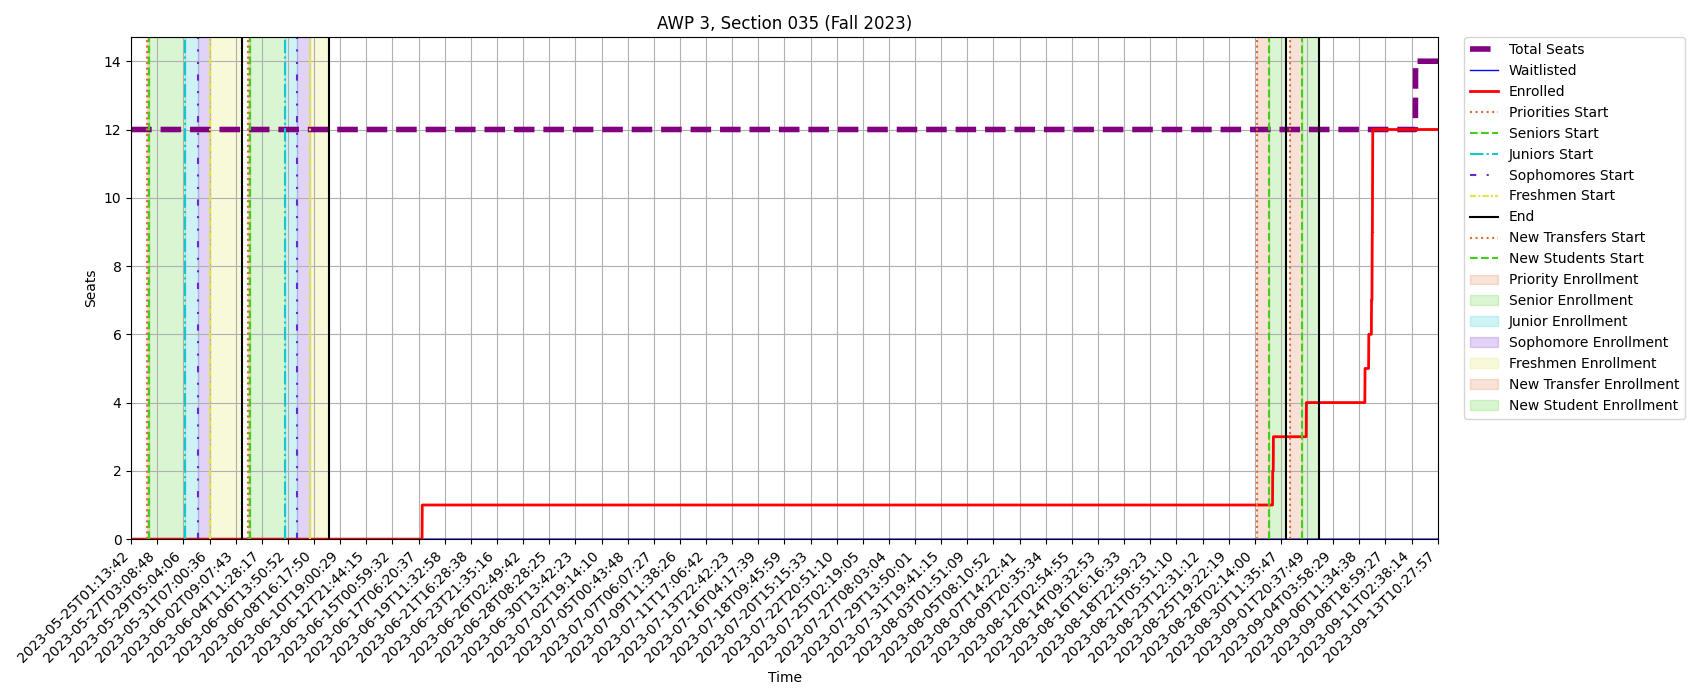 AWP 3, Section 035 (Fall 2023)
Seats
14
12
10
8
6
4
2
0
2023-05-25T01:13:42
2023-05-27T03:08:48
2023-05-29T05:04:06
2023-05-31T07:00:36
2023-06-02T09:07:43
2023-06-04T11:28:17
2023-06-06T13:50:52
2023-06-08T16:17:50
2023-06-10T19:00:29
2023-06-12T21:44:15
2023-06-15T00:59:32
2023-06-17T06:20:37
2023-06-19T11:32:58
2023-06-21T16:28:38
2023-06-23T21:35:16
2023-06-26T02:49:42
2023-06-28T08:28:25
2023-06-30T13:42:23
2023-07-02T19:14:10
2023-07-05T00:43:48
2023-07-07T06:07:27
2023-07-09T11:38:26
2023-07-11T17:06:42
2023-07-13T22:42:23
2023-07-16T04:17:39
2023-07-18T09:45:59
2023-07-20T15:15:33
2023-07-22T20:51:10
2023-07-25T02:19:05
2023-07-27T08:03:04
2023-07-29T13:50:01
2023-07-31T19:41:15
2023-08-03T01:51:09
2023-08-05T08:10:52
2023-08-07T14:22:41
2023-08-09T20:35:34
2023-08-12T02:54:55
2023-08-14T09:32:53
2023-08-16T16:16:33
2023-08-18T22:59:23
2023-08-21T05:51:10
2023-08-23T12:31:12
2023-08-25T19:22:19
2023-08-28T02:14:00
2023-08-30T11:35:47
2023-09-01T20:37:49
2023-09-04T03:58:29
2023-09-06T11:34:38
2023-09-08T18:59:27
2023-09-11T02:38:14
2023-09-13T10:27:57
Time
Total Seats
Waitlisted
Enrolled
Priorities Start
Seniors Start
Juniors Start
Sophomores Start
Freshmen Start
End
New Transfers Start
New Students Start
Priority Enrollment
Senior Enrollment
Junior Enrollment
Sophomore Enrollment
Freshmen Enrollment
New Transfer Enrollment
New Student Enrollment